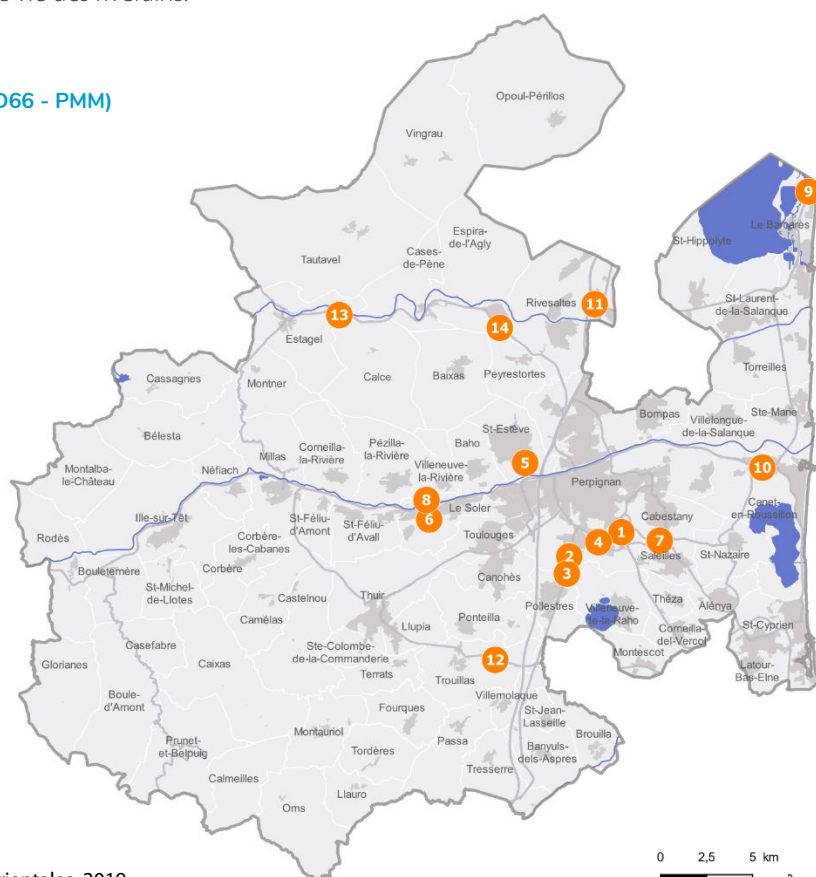 D66 - PMM)
Opoul-Périllos
Vingrau
9
Le Barcarès
St-Hippolyte
Espira-
de-l'Agly
Tautavel
Cases-
de-Pène
Rivesaltes
11
St-Laurent-
de-la-Salanque
13
14
Estagel
Torreilles
Cassagnes
Montner
Calce
Baixas
Peyrestortes
Bompas
Ste-Marie
Villelongue-
de-la-Salanque
Bélesta
St-Estève
Baho
Corneilla-
la-Rivière
Pézilla-
la-Rivière
Millas
Montalba-
le-Château
Néfiach
Villeneuve-
la-Rivière
5
10
Perpignan
8
Ille-sur-Têt
St-Féliu-
d'Amont
St-Féliu-
d'Avall
6
Le Soler
Canet-
en-Roussillon
Cabestany
Rodès
Corbère-
les-Cabanes
Toulouges
1
4
7
Saleilles
St-Nazaire
2
3
Bouleternère
Corbère
Canohès
St-Michel-
de-Llotes
Castelnou
Thuir
Pollestres
Villeneuve-
de-la-Raho
Théza
Alénya
Camélas
Llupia
Ponteilla
Corneilla-
del-Vercol
St-Cyprien
Casefabre
Ste-Colombe-
de-la-Commanderie
Montescot
Glorianes
Caixas
Terrats
12
Trouillas
Latour-
Bas-Elne
Boule-
d'Amont
Villemolaque
Fourques
St-Jean-
Lasseille
Montauriol
Passa
Brouilla
Prunet-
et-Belpuig
Tordères
Banyuls-
dels-Aspres
Calmeilles
Tresserre
Llauro
Oms
0 2,5 5 km